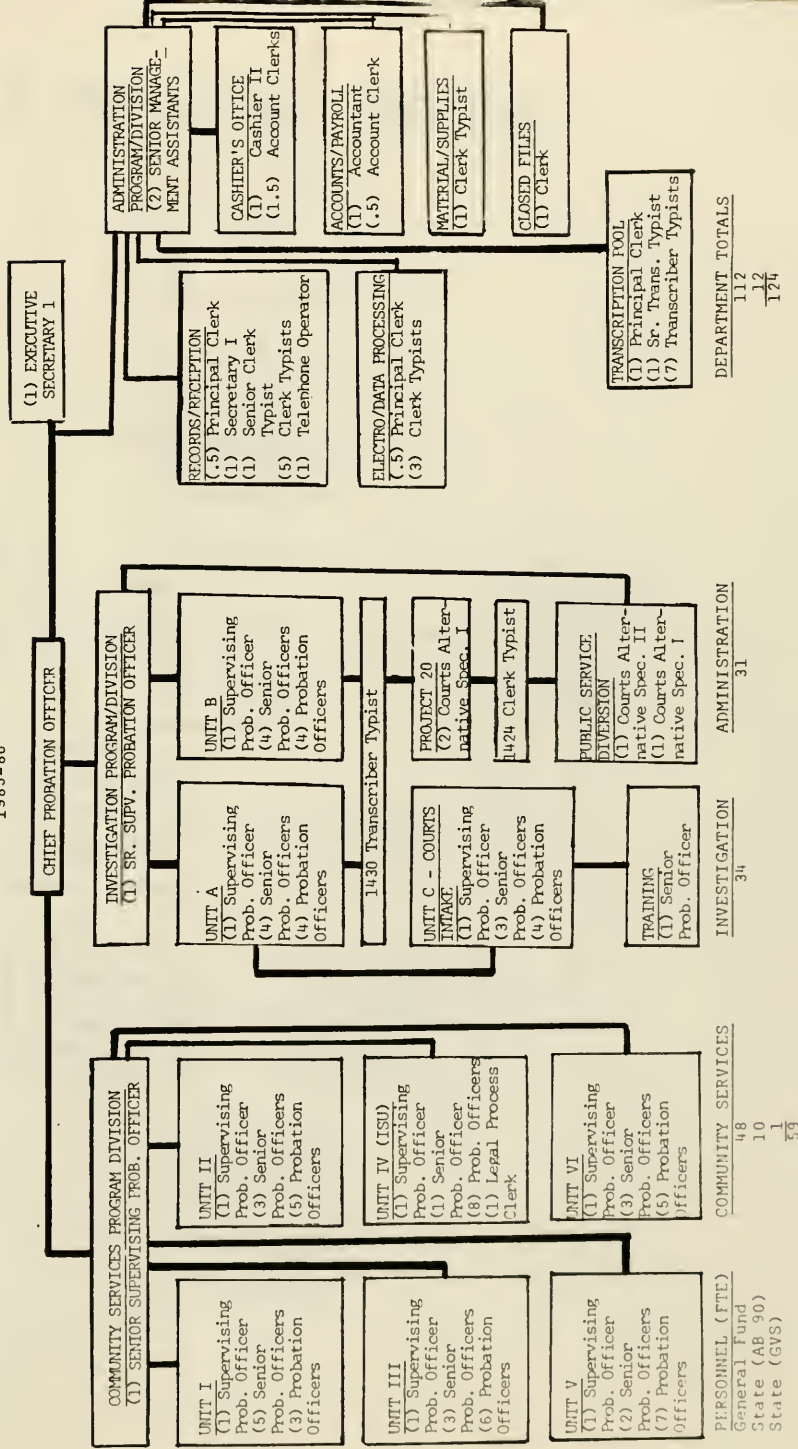 1985-86
CHIEF PROBATION OFFICER
(1) EXECUTIVE
SECRETARY 1
COMMUNITY SERVICES PROGRAM DIVISION
(1) SENIOR SUPERVISING PROB. OFFICER
UNIT I
(1) Supervising
Prob. Officer
(5) Senior
Prob. Officers
(3) Probation
Officers
UNIT II
(1) Supervising
Prob. Officer
(3) Senior
Prob. Officers
(5) Probation
Officers
UNIT III
(1) Supervising
Prob. Officer
(3) Senior
Prob. Officers
(6) Probation
Officers
UNIT IV (ISU)
(1) Supervising
Prob. Officer
(1) Senior
Prob. Officer
(8) Prob. Officers
(1) Legal Process
Clerk
UNIT V
(1) Supervising
Prob. Officer
(2) Senior
Prob. Officers
(7) Probation
Officers
UNIT VI
(1) Supervising
Prob. Officer
(3) Senior
Prob. Officers
(5) Probation
Officers
INVESTIGATION PROGRAM/DIVISION
(1) SR. SUPV. PROBATION OFFICER
UNIT A
(1) Supervising
Prob. Officer
(4) Senior
Prob. Officers
(4) Probation
Officers
UNIT B
(1) Supervising
Prob. Officer
(4) Senior
Prob. Officers
(4) Probation
Officers
1430 Transcriber Typist
UNIT C - COURTS
INTAKE
(1) Supervising
Prob. Officer
(3) Senior
Prob. Officers
(4) Probation
Officers
PROJECT 20
(2) Courts Alter-
native Spec. I
1424 Clerk Typist
TRAINING
(1) Senior
Prob. Officer
PUBLIC SERVICE
DIVERSION
(1) Courts Alter-
native Spec. II
(1) Courts Alter-
native Spec. I
ADMINISTRATION
PROGRAM/DIVISION
(2) SENIOR MANAGE-
MENT ASSISTANTS
RECORDS/RECEPTION
(.5) Principal Clerk
(1) Secretary I
(1) Senior Clerk
Typist
(5) Clerk Typists
(1) Telephone Operator
CASHIER'S OFFICE
(1) Cashier II
(1.5) Account Clerks
ACCOUNTS/PAYROLL
(1) Accountant
(.5) Account Clerk
ELECTRO/DATA PROCESSING
(.5) Principal Clerk
(3) Clerk Typists
MATERIAL/SUPPLIES
(1) Clerk Typist
CLOSED FILES
(1) Clerk
TRANSCRIPTION POOL
(1) Principal Clerk
(1) Sr. Trans. Typist
(7) Transcriber Typists
PERSONNEL (FTE) COMMUNITY SERVICES INVESTIGATION ADMINISTRATION DEPARTMENT TOTALS
General Fund 48 34 31 112
State (AB 90) 10 12
State (GVS) 1 124
59